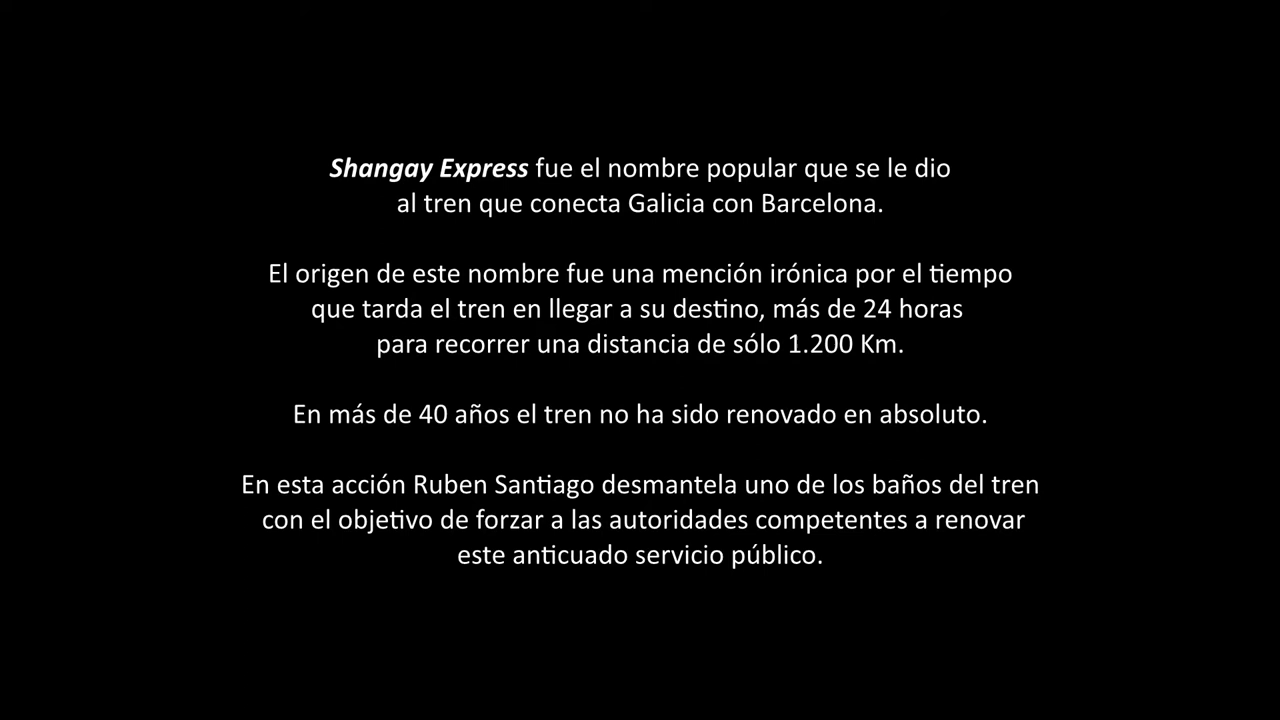 Shangay Express fue el nombre popular que se le dio
al tren que conecta Galicia con Barcelona.
El origen de este nombre fue una mención irónica por el tiempo
que tarda el tren en llegar a su destino, más de 24 horas
para recorrer una distancia de sólo 1.200 Km.
En más de 40 años el tren no ha sido renovado en absoluto.
En esta acción Ruben Santiago desmantela uno de los baños del tren
con el objetivo de forzar a las autoridades competentes a renovar
este anticuado servicio público.